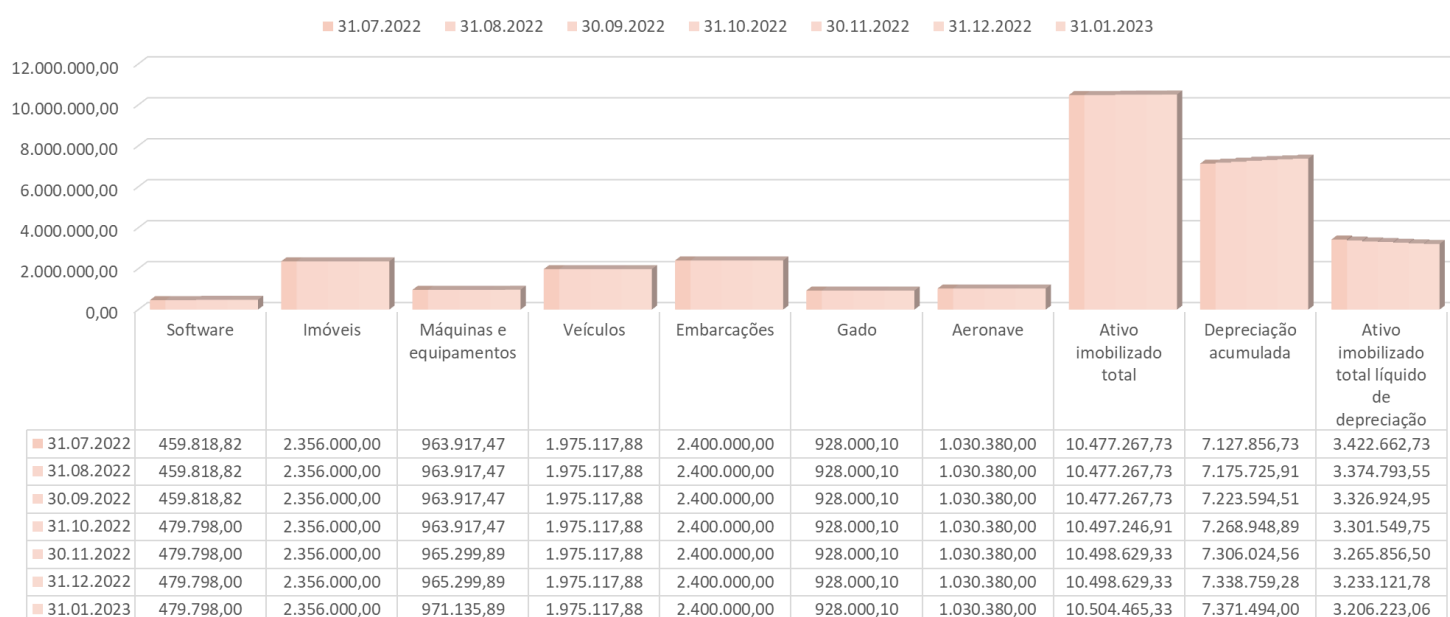 31.07.2022 31.08.2022 30.09.2022 31.10.2022 30.11.2022 31.12.2022 31.01.2023
12.000.000,00
10.000.000,00
8.000.000,00
6.000.000,00
4.000.000,00
2.000.000,00
0,00
Software Imóveis Máquinas e equipamentos Veículos Embarcações Gado Aeronave Ativo imobilizado total Depreciação acumulada Ativo imobilizado total líquido de depreciação
31.07.2022 459.818,82 2.356.000,00 963.917,47 1.975.117,88 2.400.000,00 928.000,10 1.030.380,00 10.477.267,73 7.127.856,73 3.422.662,73
31.08.2022 459.818,82 2.356.000,00 963.917,47 1.975.117,88 2.400.000,00 928.000,10 1.030.380,00 10.477.267,73 7.175.725,91 3.374.793,55
30.09.2022 459.818,82 2.356.000,00 963.917,47 1.975.117,88 2.400.000,00 928.000,10 1.030.380,00 10.477.267,73 7.223.594,51 3.326.924,95
31.10.2022 479.798,00 2.356.000,00 963.917,47 1.975.117,88 2.400.000,00 928.000,10 1.030.380,00 10.497.246,91 7.268.948,89 3.301.549,75
30.11.2022 479.798,00 2.356.000,00 965.299,89 1.975.117,88 2.400.000,00 928.000,10 1.030.380,00 10.498.629,33 7.306.024,56 3.265.856,50
31.12.2022 479.798,00 2.356.000,00 965.299,89 1.975.117,88 2.400.000,00 928.000,10 1.030.380,00 10.498.629,33 7.338.759,28 3.233.121,78
31.01.2023 479.798,00 2.356.000,00 971.135,89 1.975.117,88 2.400.000,00 928.000,10 1.030.380,00 10.504.465,33 7.371.494,00 3.206.223,06